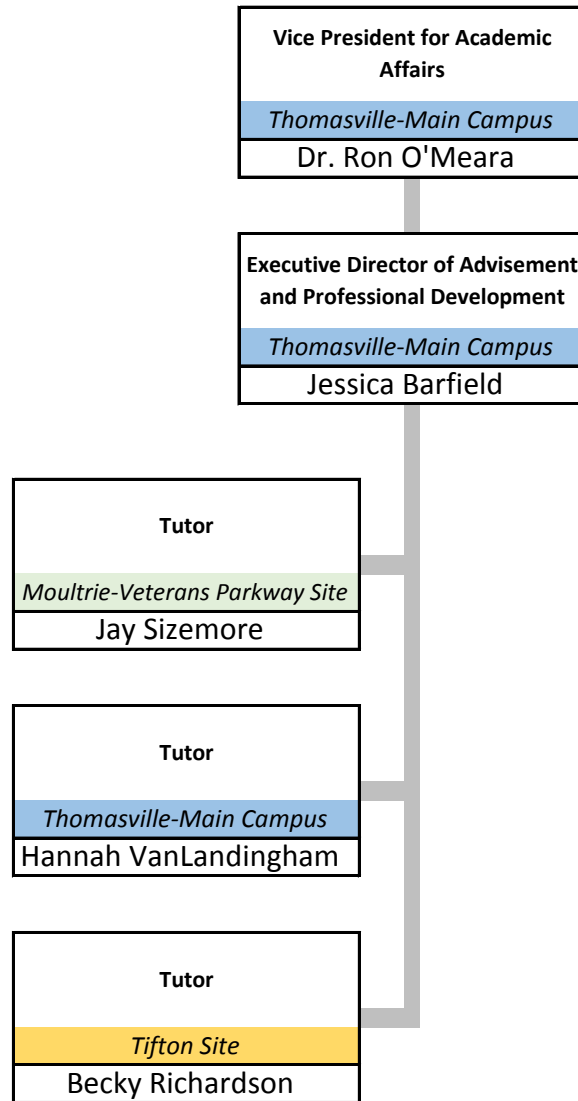 Vice President for Academic
Affairs
Thomasville-Main Campus
Dr. Ron O'Meara
Executive Director of Advisement
and Professional Development
Thomasville-Main Campus
Jessica Barfield
Tutor
Moultrie-Veterans Parkway Site
Jay Sizemore
Tutor
Thomasville-Main Campus
Hannah VanLandingham
Tutor
Tifton Site
Becky Richardson